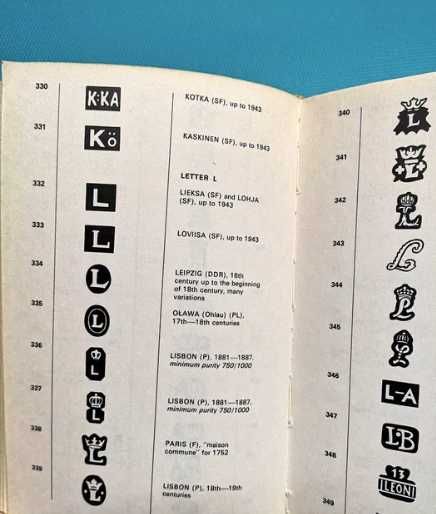 330
K·KA
KOTKA (SF), up to 1943
331
Kö
KASKINEN (SF), up to 1943
LETTER L
332
L
LIEKSA (SF) and LOHJA
(SF), up to 1943
333
L
LOVIISA (SF), up to 1943
334
L
LEIPZIG (DDR), 16th
century up to the beginning
of 18th century, many
variations
335
L
OŁAWA (Ohlau) (PL),
17th—18th centuries
336
L
LISBON (P), 1881—1887.
minimum purity 750/1000
337
L
LISBON (P), 1881—1887.
minimum purity 750/1000
338
L
PARIS (F), "maison
commune" for 1752
339
LISBON (P), 18th—19th
centuries
340
L
341
L
342
L
343
L
344
345
346
L-A
347
LB
348
13
LEONI
349